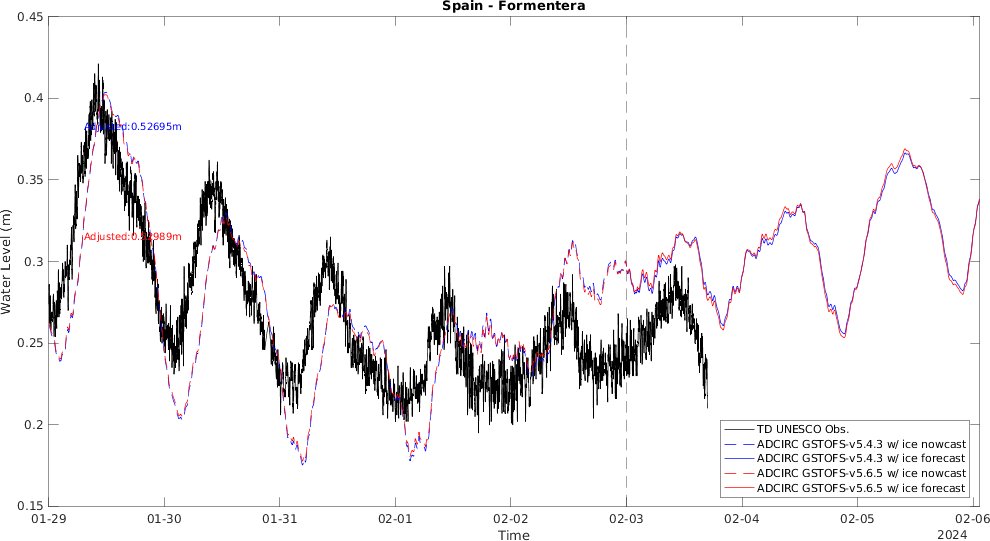 Spain - Formentera
0.45
0.4
0.35
0.3
0.25
0.2
0.15
Water Level (m)
Adjusted:0.52695m
Adjusted:0.52989m
TD UNESCO Obs.
ADCIRC GSTOFS-v5.4.3 w/ ice nowcast
ADCIRC GSTOFS-v5.4.3 w/ ice forecast
ADCIRC GSTOFS-v5.6.5 w/ ice nowcast
ADCIRC GSTOFS-v5.6.5 w/ ice forecast
01-29 01-30 01-31 02-01 02-02 02-03 02-04 02-05 02-06
Time
2024